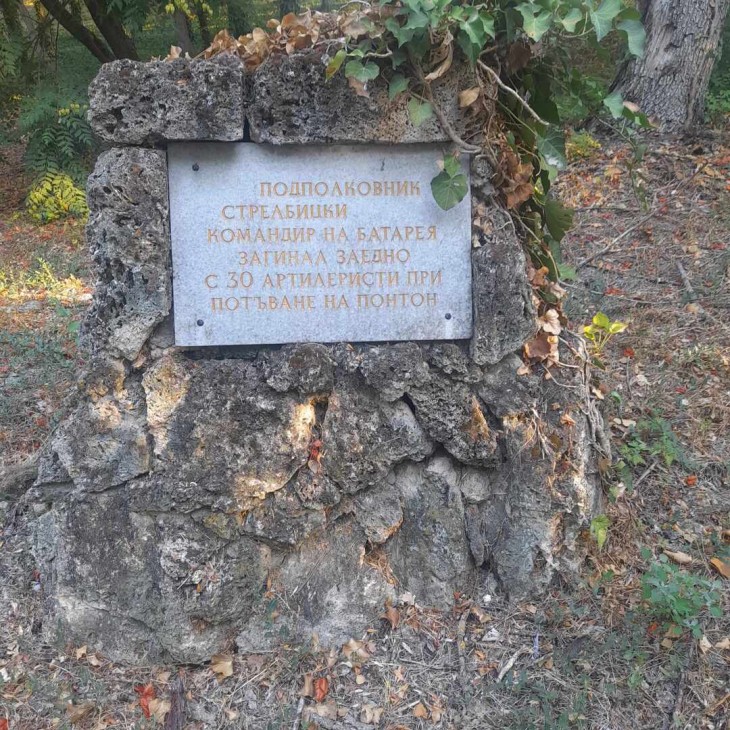 ПОДПОЛКОВНИК
СТРЕЛБИЦКИ
КОМАНДИР НА БАТАРЕЯ
ЗАГИНАЛ ЗАЕДНО
С 30 АРТИЛЕРИСТИ ПРИ
ПОТЪВАНЕ НА ПОНТОН